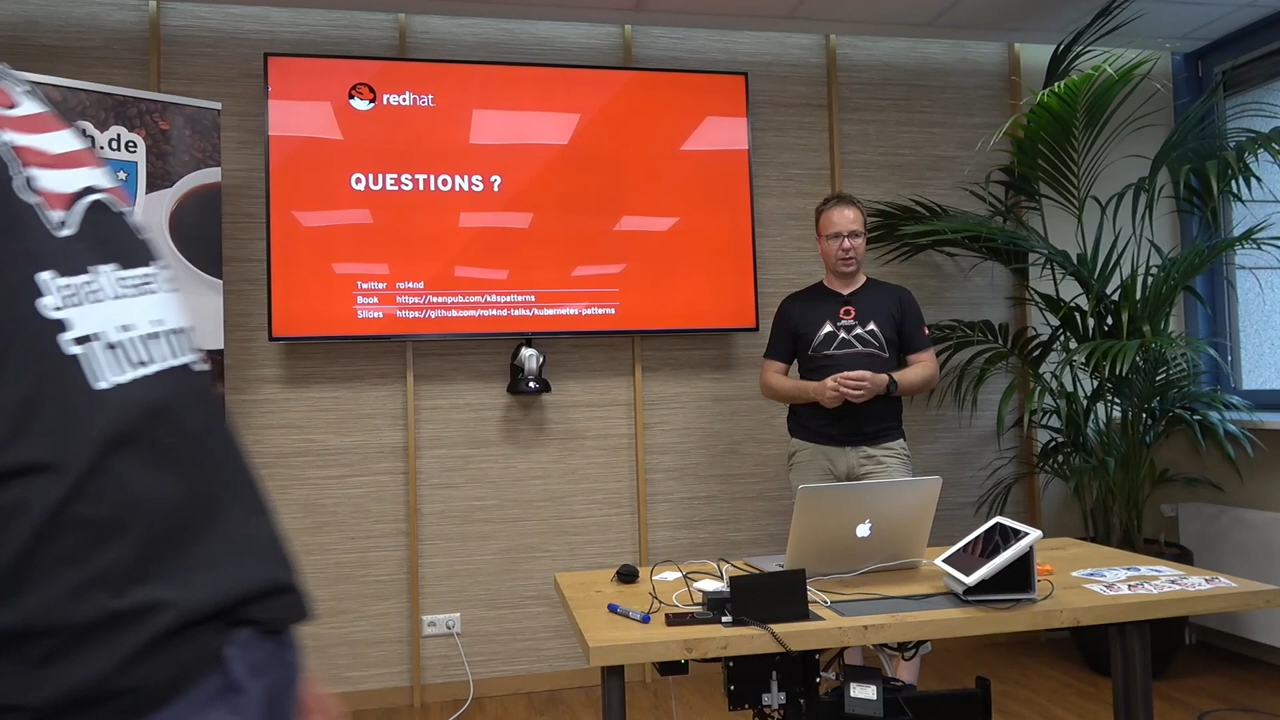 redhat.
QUESTIONS ?
Twitter ro14nd
Book https://leanpub.com/k8spatterns
Slides https://github.com/ro14nd-talks/kubernetes-patterns
h.de